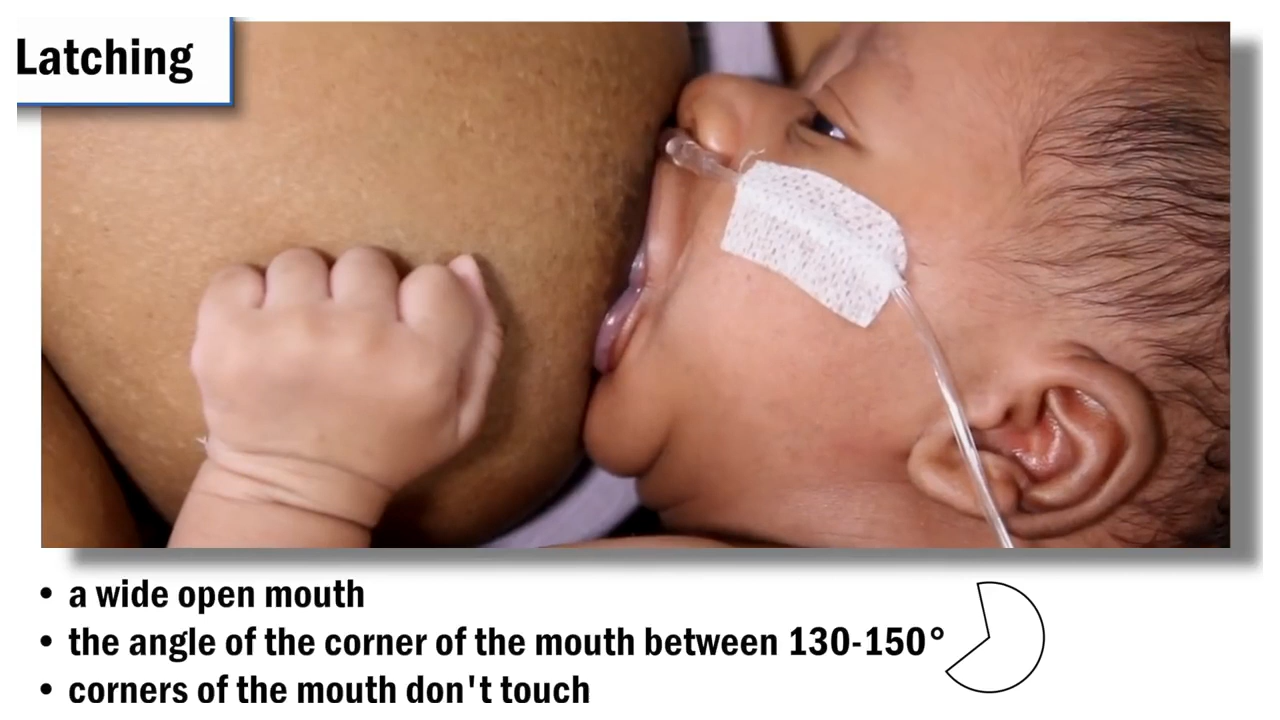 Latching
• a wide open mouth
• the angle of the corner of the mouth between 130-150°
• corners of the mouth don't touch